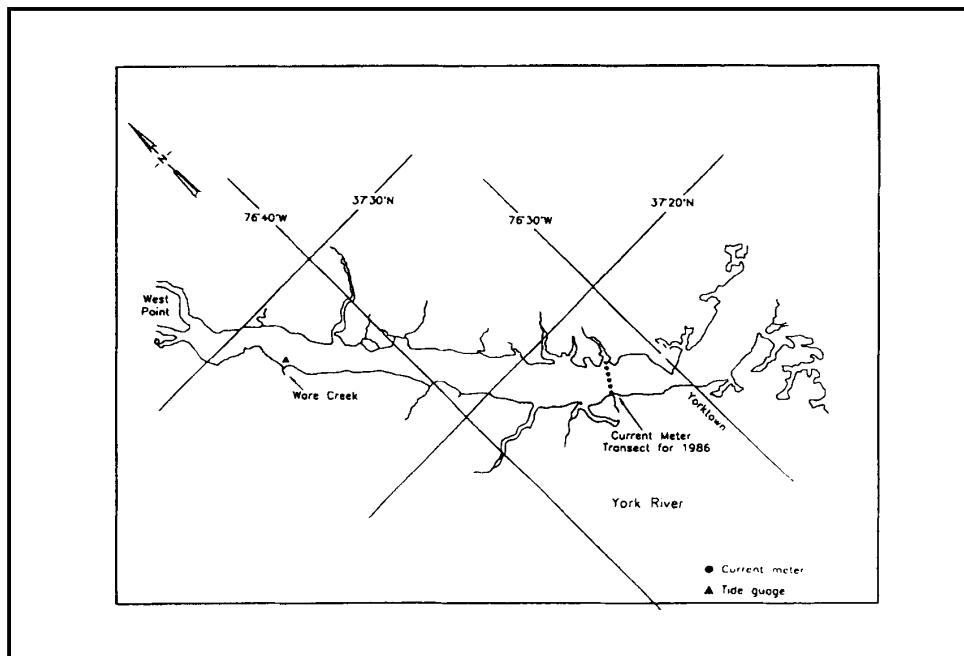 N
76°40'W
37°30'N
76°30'W
37°20'N
West
Point
Ware Creek
Yorktown
Current Meter
Transect for 1986
York River
Current meter
Tide guage